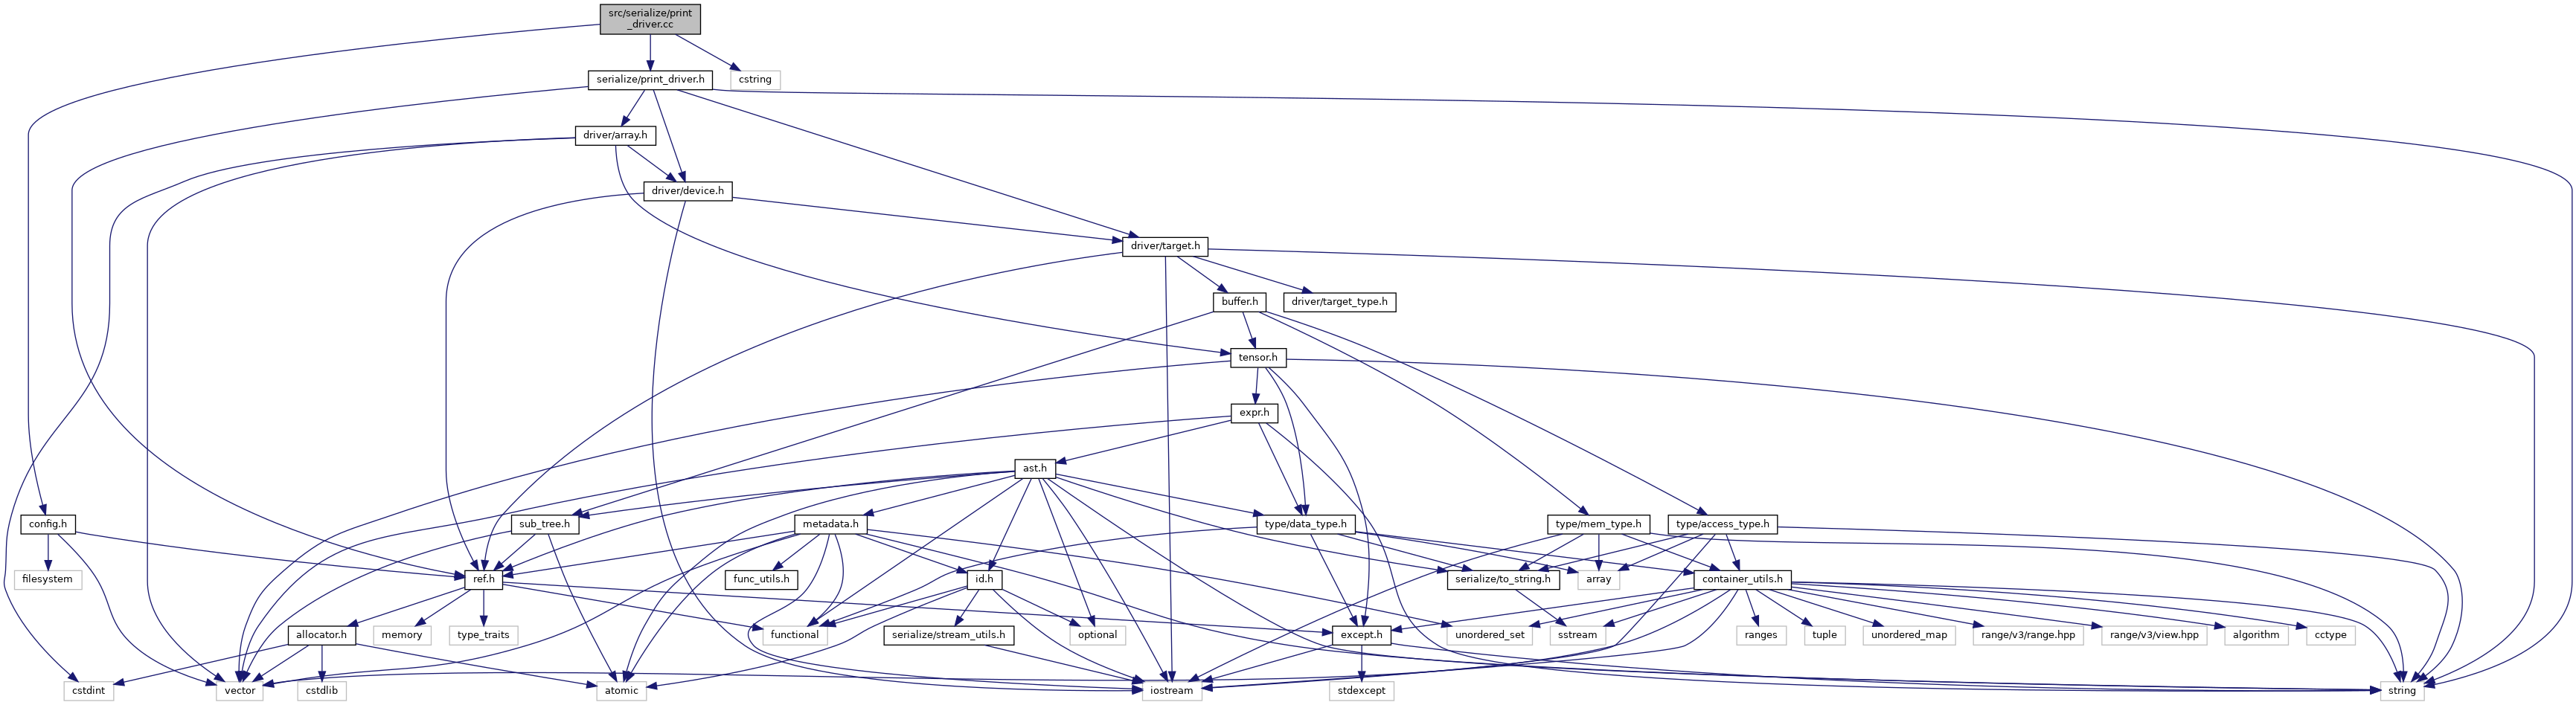 src/serialize/print
_driver.cc
serialize/print_driver.h
cstring
driver/array.h
driver/device.h
driver/target.h
buffer.h
driver/target_type.h
tensor.h
expr.h
ast.h
config.h
sub_tree.h
metadata.h
type/data_type.h
type/mem_type.h
type/access_type.h
filesystem
ref.h
func_utils.h
id.h
serialize/to_string.h
array
container_utils.h
allocator.h
memory
type_traits
functional
serialize/stream_utils.h
optional
except.h
unordered_set
sstream
ranges
tuple
unordered_map
range/v3/range.hpp
range/v3/view.hpp
algorithm
cctype
cstdint
vector
cstdlib
atomic
iostream
stdexcept
string